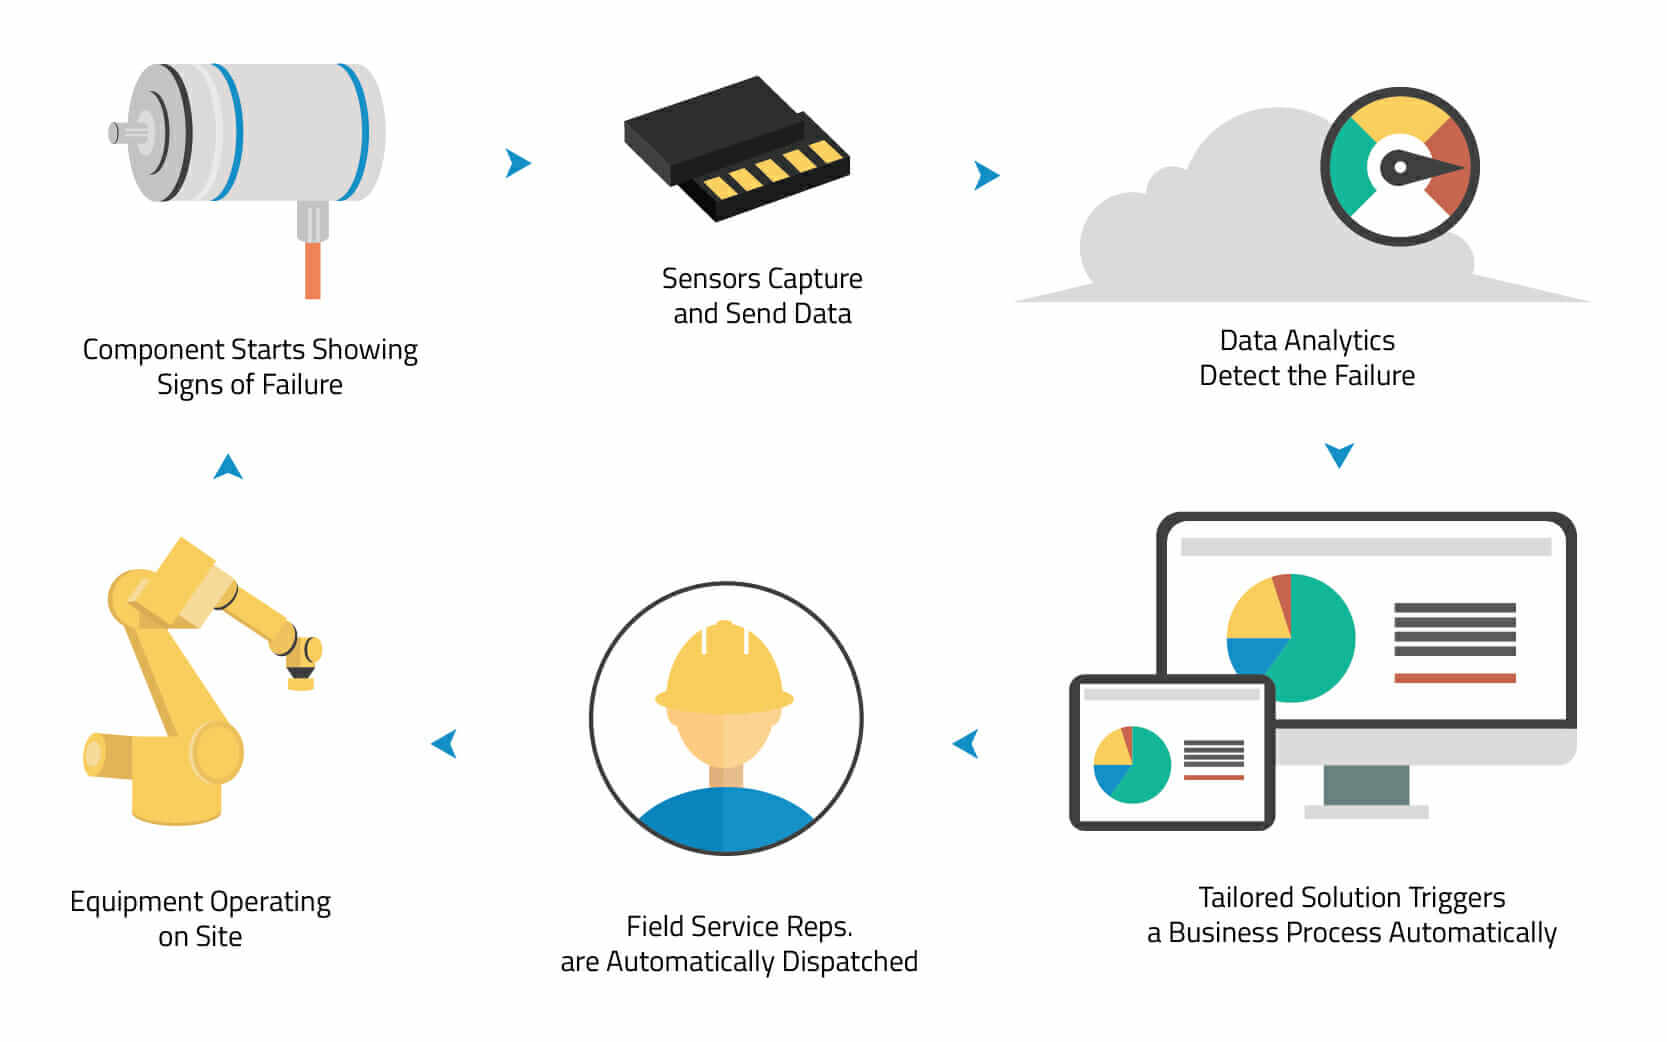 Component Starts Showing
Signs of Failure
Sensors Capture
and Send Data
Data Analytics
Detect the Failure
Tailored Solution Triggers
a Business Process Automatically
Field Service Reps.
are Automatically Dispatched
Equipment Operating
on Site